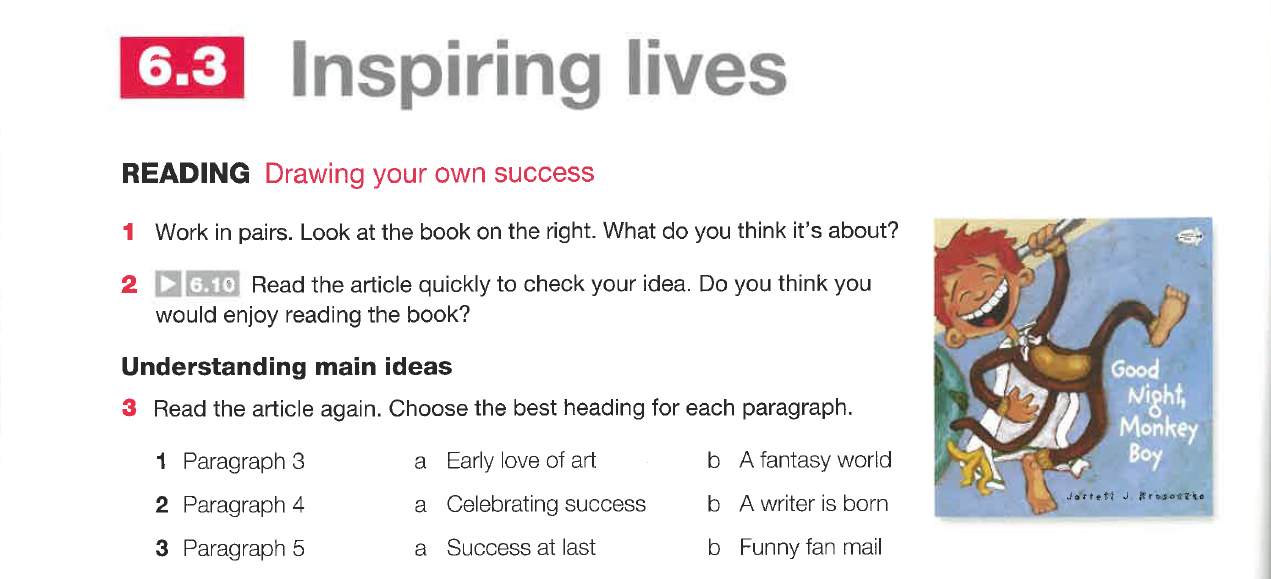 6.3 Inspiring lives
READING Drawing your own success
1 Work in pairs. Look at the book on the right. What do you think it's about?
2 6.10 Read the article quickly to check your idea. Do you think you
would enjoy reading the book?
Understanding main ideas
3 Read the article again. Choose the best heading for each paragraph.
1 Paragraph 3 a Early love of art b A fantasy world
2 Paragraph 4 a Celebrating success b A writer is born
3 Paragraph 5 a Success at last b Funny fan mail
Good
Night,
Monkey
Boy
Jarrett J. Krosoczka